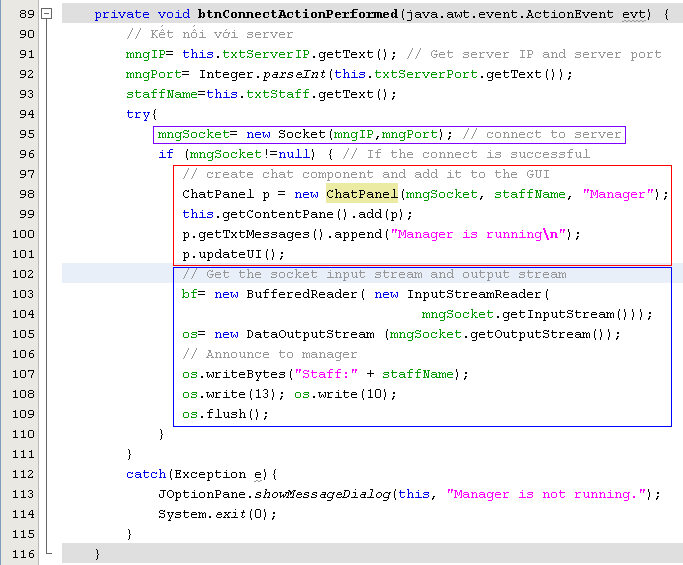 89 private void btnConnectActionPerformed(java.awt.event.ActionEvent evt) {
90 // Kết nối với server
91 mngIP= this.txtServerIP.getText(); // Get server IP and server port
92 mngPort= Integer.parseInt(this.txtServerPort.getText());
93 staffName=this.txtStaff.getText();
94 try{
95 mngSocket= new Socket(mngIP,mngPort); // connect to server
96 if (mngSocket!=null) { // If the connect is successful
97 // create chat component and add it to the GUI
98 ChatPanel p = new ChatPanel(mngSocket, staffName, "Manager");
99 this.getContentPane().add(p);
100 p.getTxtMessages().append("Manager is running\n");
101 p.updateUI();
102 // Get the socket input stream and output stream
103 bf= new BufferedReader( new InputStreamReader(
104 mngSocket.getInputStream()));
105 os= new DataOutputStream (mngSocket.getOutputStream());
106 // Announce to manager
107 os.writeBytes("Staff:" + staffName);
108 os.write(13); os.write(10);
109 os.flush();
110 }
111 }
112 catch(Exception e){
113 JOptionPane.showMessageDialog(this, "Manager is not running.");
114 System.exit(0);
115 }
116 }